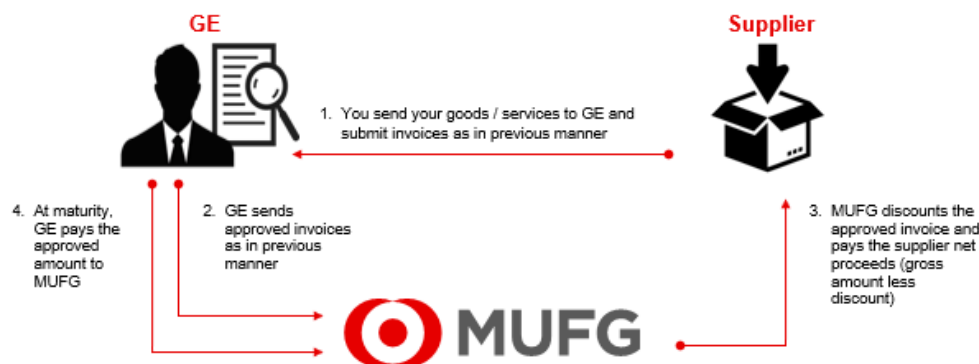 GE
Supplier
1. You send your goods / services to GE and
submit invoices as in previous manner
4. At maturity,
GE pays the
approved
amount to
MUFG
2. GE sends
approved invoices
as in previous
manner
3. MUFG discounts the
approved invoice and
pays the supplier net
proceeds (gross
amount less
discount)
MUFG